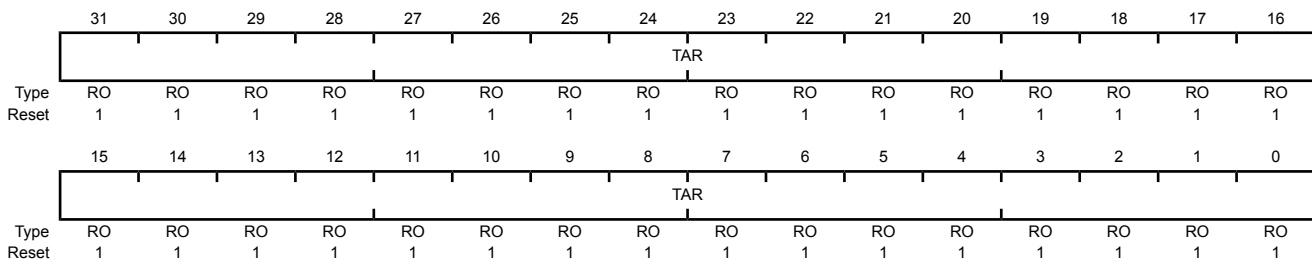 31 30 29 28 27 26 25 24 23 22 21 20 19 18 17 16
TAR
Type RO RO RO RO RO RO RO RO RO RO RO RO RO RO RO RO
Reset 1 1 1 1 1 1 1 1 1 1 1 1 1 1 1 1
15 14 13 12 11 10 9 8 7 6 5 4 3 2 1 0
TAR
Type RO RO RO RO RO RO RO RO RO RO RO RO RO RO RO RO
Reset 1 1 1 1 1 1 1 1 1 1 1 1 1 1 1 1